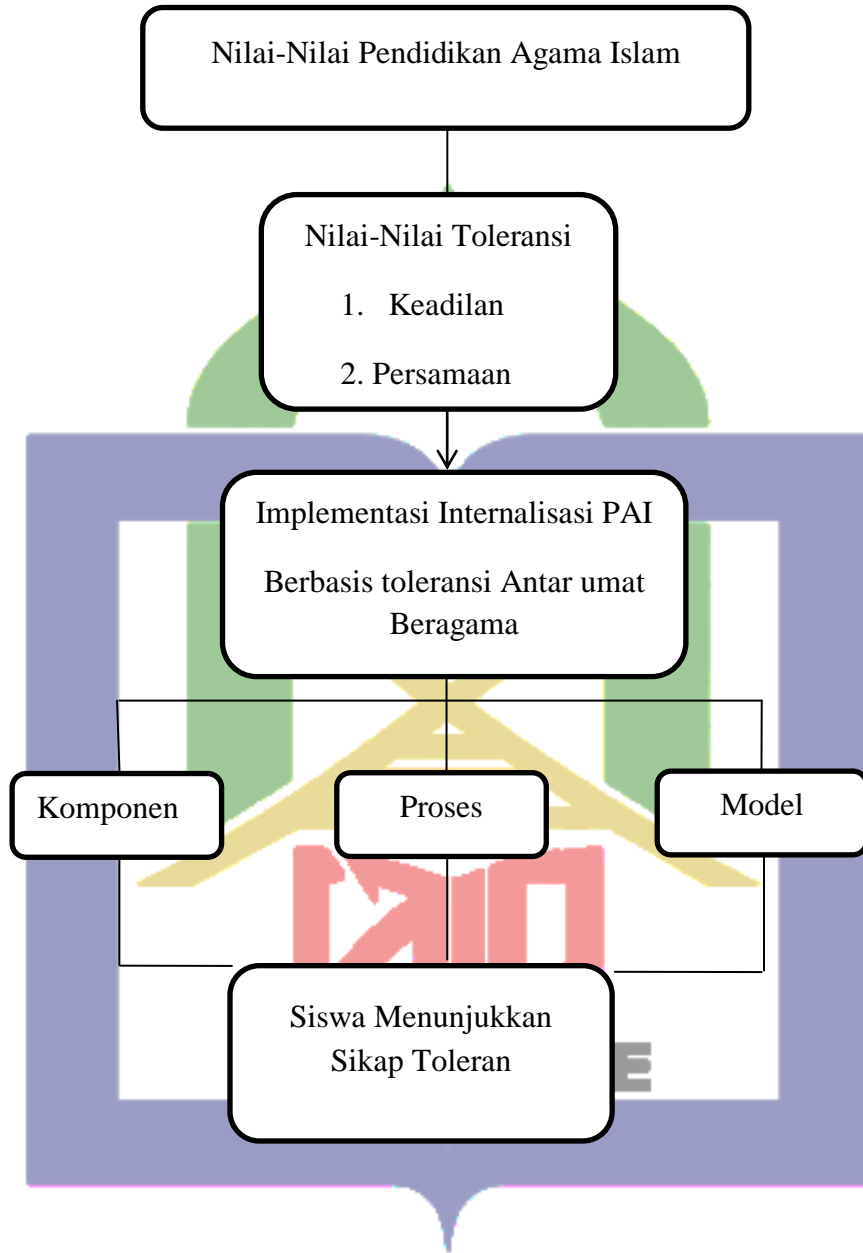 Nilai-Nilai Pendidikan Agama Islam
Nilai-Nilai Toleransi
1. Keadilan
2. Persamaan
Implementasi Internalisasi PAI
Berbasis toleransi Antar umat
Beragama
Komponen
Proses
Model
Siswa Menunjukkan
Sikap Toleran